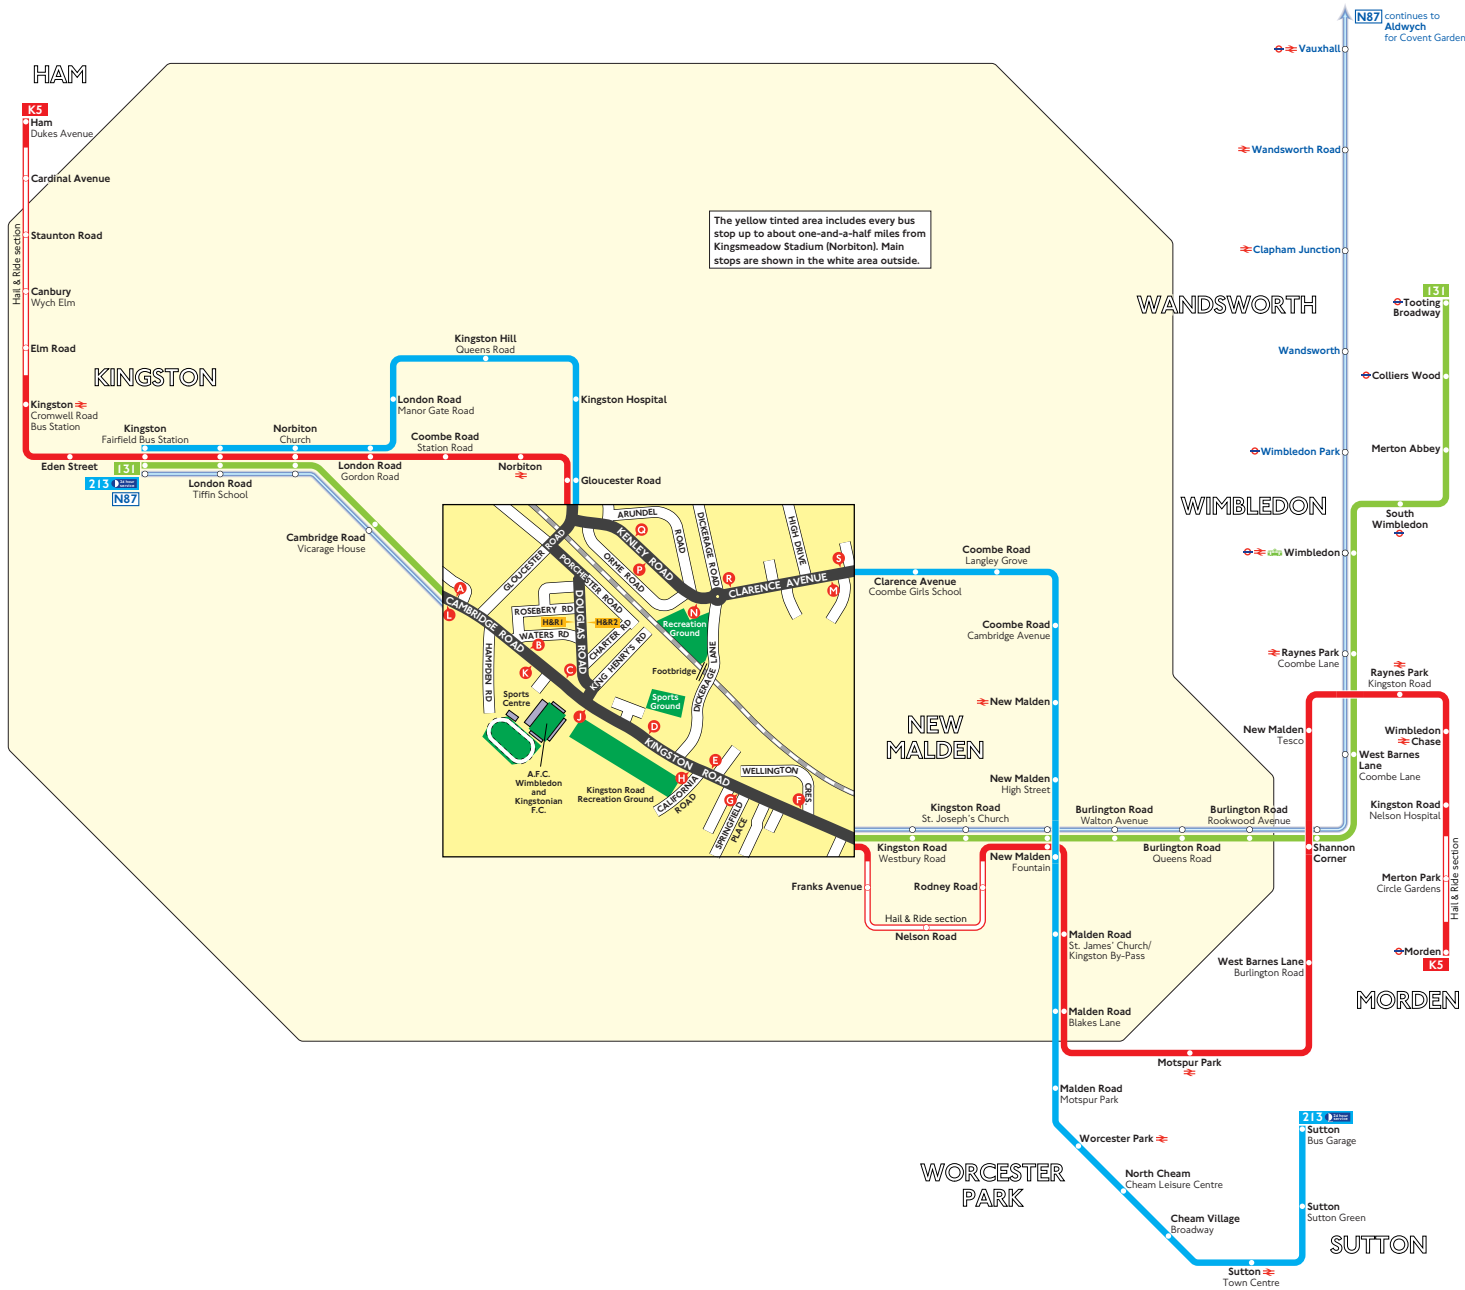 N87 continues to
Aldwych
for Covent Garden
Vauxhall
Wandsworth Road
Clapham Junction
Wandsworth
Wimbledon Park
Wimbledon
Raynes Park
Coombe Lane
HAM
K5
Ham
Dukes Avenue
Cardinal Avenue
Staunton Road
Hail & Ride section
Canbury
Wych Elm
Elm Road
KINGSTON
Kingston
Cromwell Road
Bus Station
Eden Street
Kingston
Fairfield Bus Station
131
213 24 hour service
N87
London Road
Tiffin School
Norbiton
Church
London Road
Gordon Road
London Road
Manor Gate Road
Kingston Hill
Queens Road
Kingston Hospital
Coombe Road
Station Road
Norbiton
Gloucester Road
Cambridge Road
Vicarage House
The yellow tinted area includes every bus
stop up to about one-and-a-half miles from
Kingsmeadow Stadium (Norbiton). Main
stops are shown in the white area outside.
WANDSWORTH
131
Tooting
Broadway
Colliers Wood
Merton Abbey
South
Wimbledon
WIMBLEDON
ARUNDEL
ROAD
DICKERAGE ROAD
HIGH DRIVE
GLOUCESTER ROAD
KENLEY ROAD
ORME ROAD
PORCHESTER ROAD
CLARENCE AVENUE
Q
P
R
S
M
N
A
L
CAMBRIDGE ROAD
ROSEBERY RD
H&R1
H&R2
WATERS RD
DOUGLAS ROAD
CHARTER RD
KING HENRY'S RD
HAMPDEN RD
B
K
C
J
D
E
H
G
F
Recreation
Ground
Footbridge
DICKERAGE LANE
Sports
Centre
Sports
Ground
KINGSTON ROAD
A.F.C.
Wimbledon
and
Kingstonian
F.C.
Kingston Road
Recreation Ground
CALIFORNIA
ROAD
SPRINGFIELD
PLACE
WELLINGTON
CRES.
Clarence Avenue
Coombe Girls School
Coombe Road
Langley Grove
Coombe Road
Cambridge Avenue
New Malden
NEW
MALDEN
New Malden
High Street
Kingston Road
St. Joseph's Church
Kingston Road
Westbury Road
New Malden
Fountain
Burlington Road
Walton Avenue
Burlington Road
Queens Road
Burlington Road
Rookwood Avenue
Shannon
Corner
Franks Avenue
Rodney Road
Hail & Ride section
Nelson Road
Malden Road
St. James' Church/
Kingston By-Pass
Malden Road
Blakes Lane
Motspur Park
West Barnes Lane
Burlington Road
New Malden
Tesco
Raynes Park
Kingston Road
West Barnes
Lane
Coombe Lane
Wimbledon
Chase
Kingston Road
Nelson Hospital
Merton Park
Circle Gardens
Hail & Ride section
Morden
K5
MORDEN
Malden Road
Motspur Park
Worcester Park
WORCESTER
PARK
North Cheam
Cheam Leisure Centre
Cheam Village
Broadway
Sutton
Town Centre
213 24 hour service
Sutton
Bus Garage
Sutton
Sutton Green
SUTTON